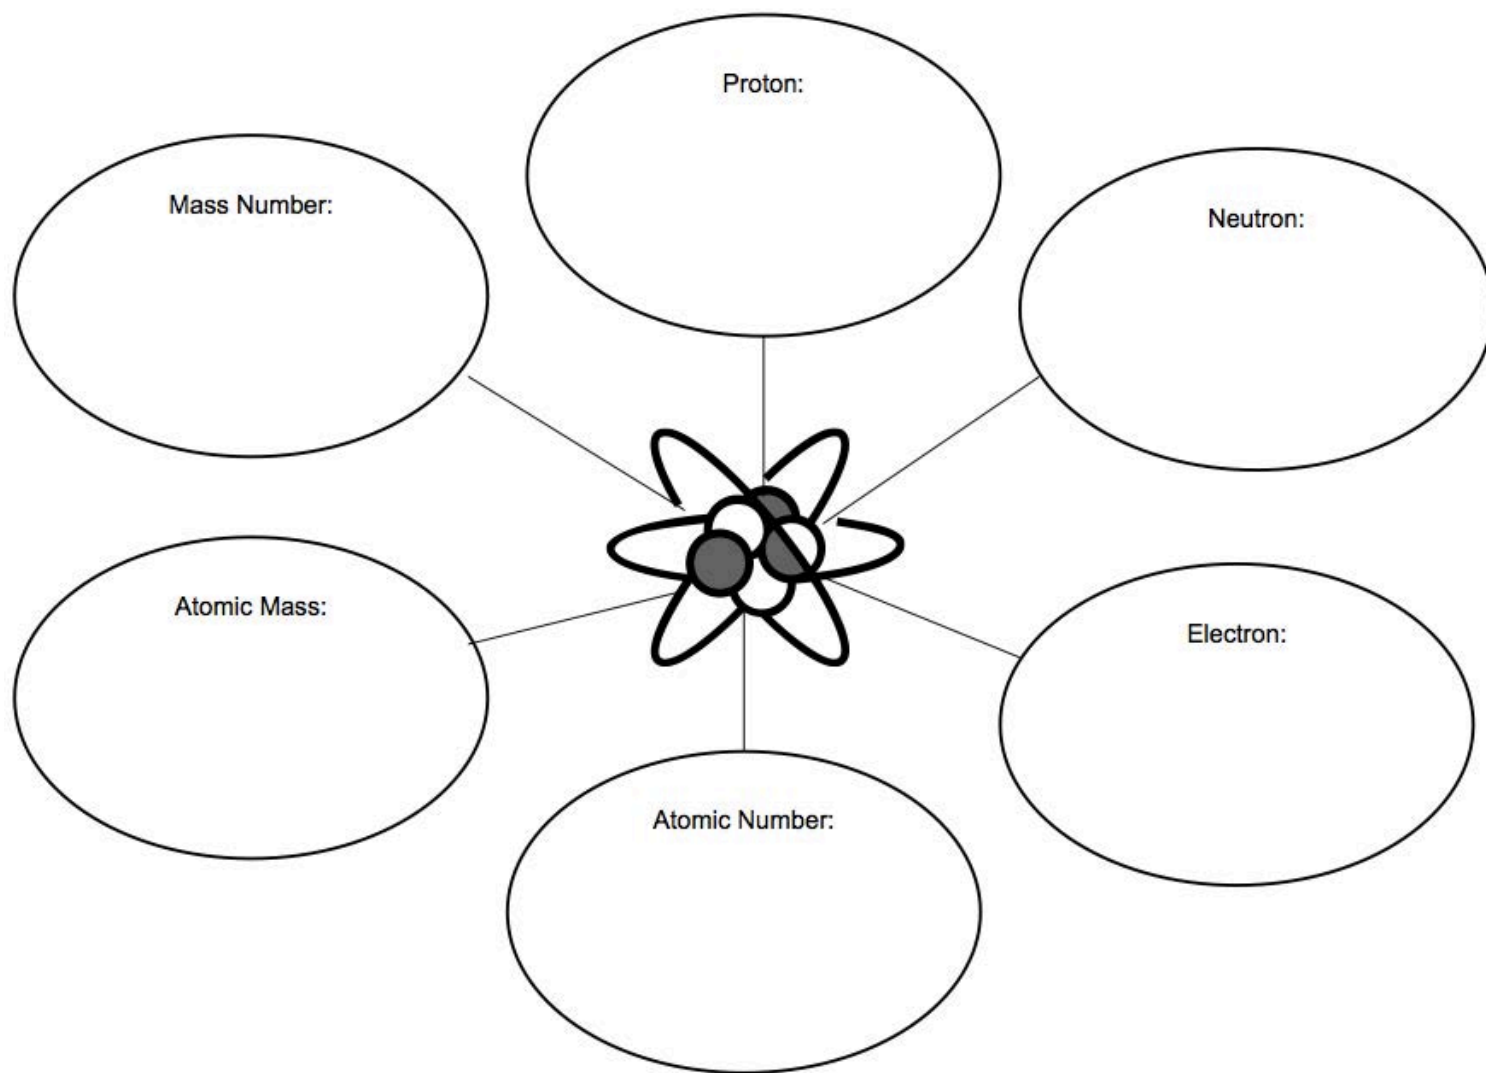 Proton:
Mass Number:
Neutron:
Atomic Mass:
Electron:
Atomic Number: